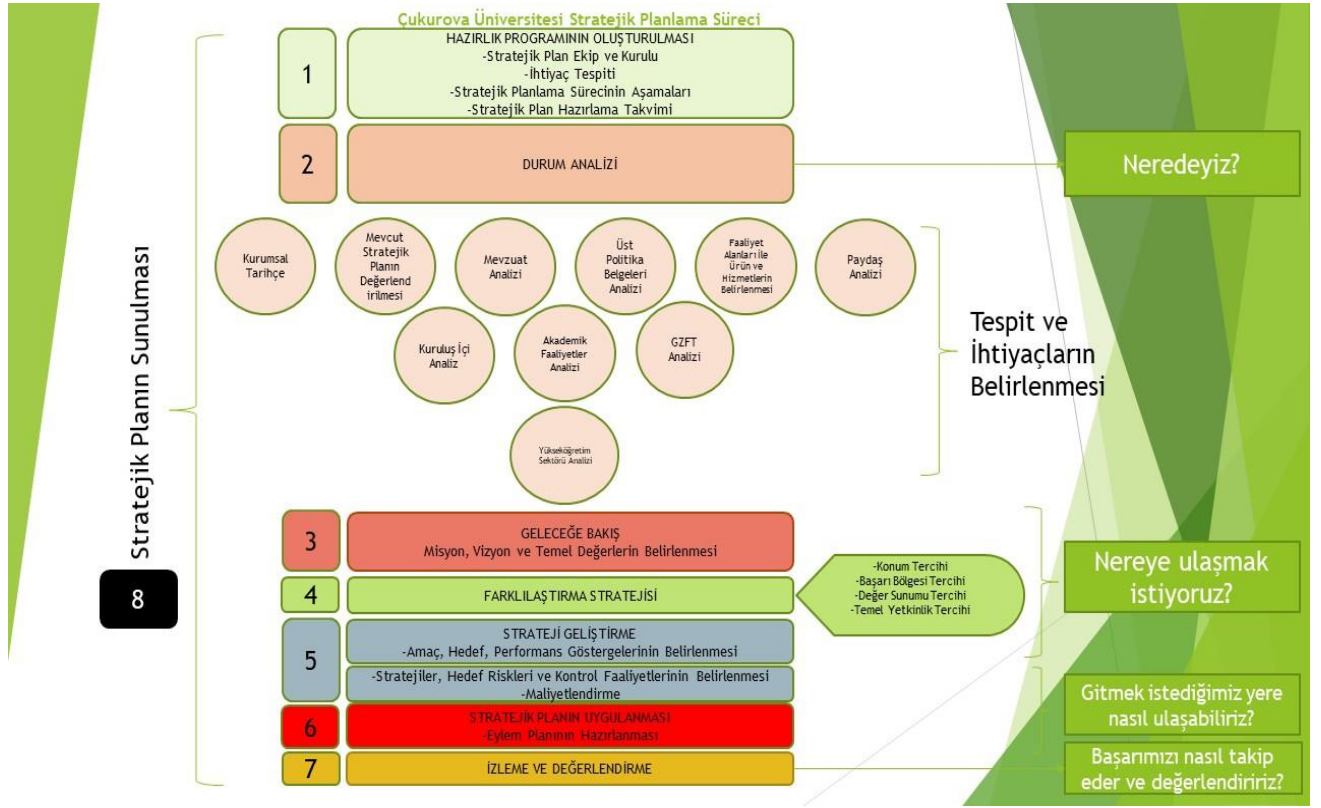 Çukurova Üniversitesi Stratejik Planlama Süreci
1
HAZIRLIK PROGRAMININ OLUŞTURULMASI
-Stratejik Plan Ekip ve Kurulu
-İhtiyaç Tespiti
-Stratejik Planlama Sürecinin Aşamaları
-Stratejik Plan Hazırlama Takvimi
2
DURUM ANALİZİ
Neredeyiz?
Kurumsal
Tarihçe
Mevcut
Stratejik
Planın
Değerlend
irilmesi
Mevzuat
Analizi
Üst
Politika
Belgeleri
Analizi
Faaliyet
Alanları İle
Ürün ve
Hizmetlerin
Belirlenmesi
Paydaş
Analizi
Kuruluş İçi
Analiz
Akademik
Faaliyetler
Analizi
GZFT
Analizi
Yükseköğretim
Sektörü Analizi
Tespit ve
İhtiyaçların
Belirlenmesi
3
GELECEĞE BAKIŞ
Misyon, Vizyon ve Temel Değerlerin Belirlenmesi
4
FARKLILAŞTIRMA STRATEJİSİ
-Konum Tercihi
-Başarı Bölgesi Tercihi
-Değer Sunumu Tercihi
-Temel Yetkinlik Tercihi
Nereye ulaşmak
istiyoruz?
5
STRATEJİ GELİŞTİRME
-Amaç, Hedef, Performans Göstergelerinin Belirlenmesi
-Stratejiler, Hedef Riskleri ve Kontrol Faaliyetlerinin Belirlenmesi
-Maliyetlendirme
6
STRATEJİK PLANIN UYGULANMASI
-Eylem Planının Hazırlanması
Gitmek istediğimiz yere
nasıl ulaşabiliriz?
7
İZLEME VE DEĞERLENDİRME
Başarımızı nasıl takip
eder ve değerlendiririz?
8
Stratejik Planın Sunulması